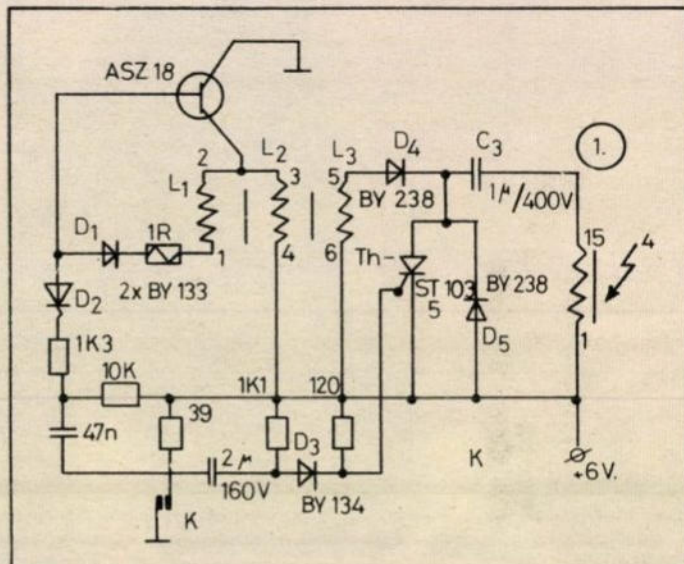 ASZ 18
1.
L2
L3
D4
C3
2
3
5
L1
BY 238
1µ/400V
15
4
D1
1R
1
4
6
Th-
BY 238
2x BY 133
ST 103
5
D2
D5
1
1K3
10K
1K1
120
39
47n
D3
2µ
160V
BY 134
K
K
+6V.